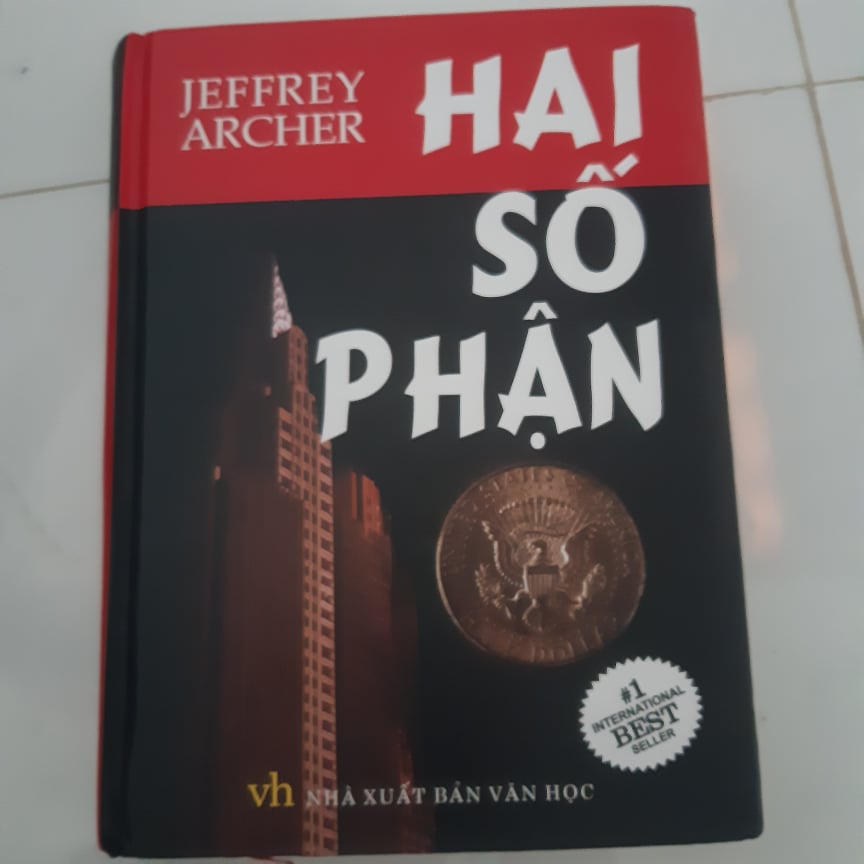 JEFFREY
ARCHER
HAI
SỐ
PHẬN
#1
INTERNATIONAL
BEST
SELLER
vh NHÀ XUẤT BẢN VĂN HỌC